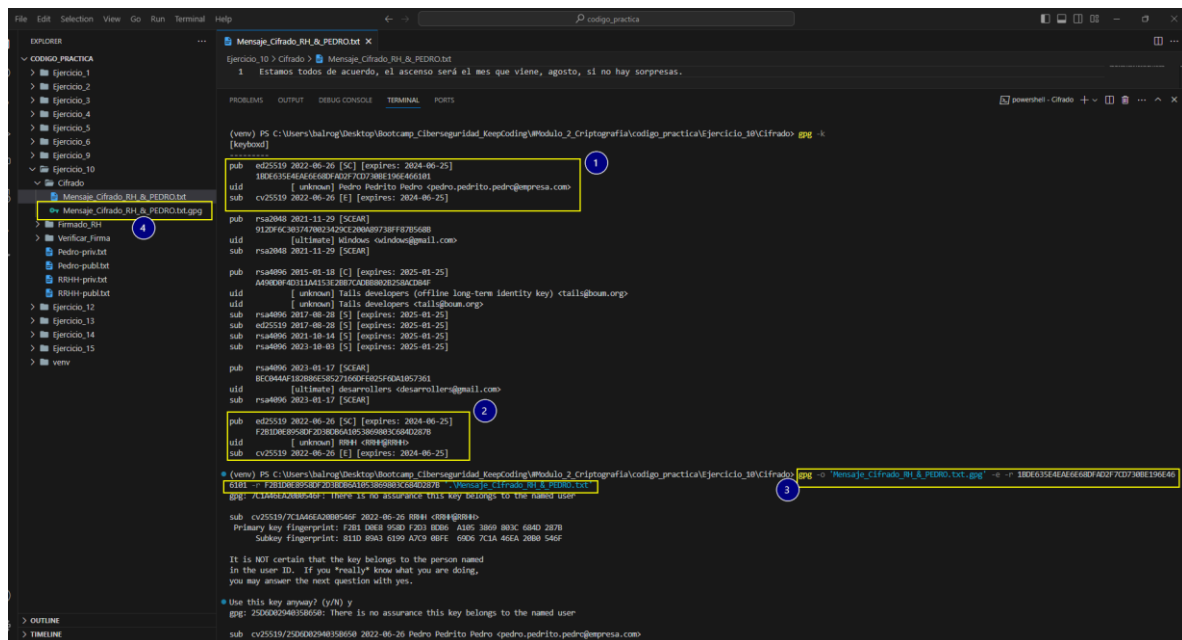 File Edit Selection View Go Run Terminal Help
codigo_practica
EXPLORER
CODIGO_PRACTICA
Ejercicio_1
Ejercicio_2
Ejercicio_3
Ejercicio_4
Ejercicio_5
Ejercicio_6
Ejercicio_9
Ejercicio_10
Cifrado
Mensaje_Cifrado_RH_&_PEDRO.txt
Mensaje_Cifrado_RH_&_PEDRO.txt.gpg
4
Firmado_RH
Verificar_Firma
Pedro-priv.txt
Pedro-publ.txt
RRHH-priv.txt
RRHH-publ.txt
Ejercicio_12
Ejercicio_13
Ejercicio_14
Ejercicio_15
venv
OUTLINE
TIMELINE
Mensaje_Cifrado_RH_&_PEDRO.txt
Ejercicio_10 > Cifrado > Mensaje_Cifrado_RH_&_PEDRO.txt
1 Estamos todos de acuerdo, el ascenso será el mes que viene, agosto, si no hay sorpresas.
PROBLEMS OUTPUT DEBUG CONSOLE TERMINAL PORTS
powershell - Cifrado
(venv) PS C:\Users\balrog\Desktop\Bootcamp_Ciberseguridad_KeepCoding\#Modulo_2_Criptografia\codigo_practica\Ejercicio_10\Cifrado> gpg -k
[keyboxd]
---------
pub ed25519 2022-06-26 [SC] [expires: 2024-06-25]
1BDE635E4EAE6E68DFAD2F7CD730BE196E466101
uid [ unknown] Pedro Pedrito Pedro <pedro.pedrito.pedro@empresa.com>
sub cv25519 2022-06-26 [E] [expires: 2024-06-25]
1
pub rsa2048 2021-11-29 [SCEAR]
912DF6C3037470023429CE200A89738FF87B568B
uid [ultimate] Windows <windows@gmail.com>
sub rsa2048 2021-11-29 [SCEAR]
pub rsa4096 2015-01-18 [C] [expires: 2025-01-25]
A490D0F4D311A4153E2BB7CADBB802B258ACD84F
uid [ unknown] Tails developers (offline long-term identity key) <tails@boum.org>
uid [ unknown] Tails developers <tails@boum.org>
sub rsa4096 2017-08-28 [S] [expires: 2025-01-25]
sub ed25519 2017-08-28 [S] [expires: 2025-01-25]
sub rsa4096 2021-10-14 [S] [expires: 2025-01-25]
sub rsa4096 2023-10-03 [S] [expires: 2025-01-25]
pub rsa4096 2023-01-17 [SCEAR]
BEC044AF182B86E58527166DFE025F6DA1057361
uid [ultimate] desarrollers <desarrollers@gmail.com>
sub rsa4096 2023-01-17 [SCEAR]
2
pub ed25519 2022-06-26 [SC] [expires: 2024-06-25]
F2B1D0E8958DF2D3BDB6A1053869803C684D287B
uid [ unknown] RRHH <RRHH@RRHH>
sub cv25519 2022-06-26 [E] [expires: 2024-06-25]
(venv) PS C:\Users\balrog\Desktop\Bootcamp_Ciberseguridad_KeepCoding\#Modulo_2_Criptografia\codigo_practica\Ejercicio_10\Cifrado> gpg -o 'Mensaje_Cifrado_RH_&_PEDRO.txt.gpg' -e -r 1BDE635E4EAE6E68DFAD2F7CD730BE196E46
6101 -r F2B1D0E8958DF2D3BDB6A1053869803C684D287B '.\Mensaje_Cifrado_RH_&_PEDRO.txt'
3
gpg: 7C1A46EA20B0546F: There is no assurance this key belongs to the named user
sub cv25519/7C1A46EA20B0546F 2022-06-26 RRHH <RRHH@RRHH>
Primary key fingerprint: F2B1 D0E8 958D F2D3 BDB6 A105 3869 803C 684D 287B
Subkey fingerprint: 811D 89A3 6199 A7C9 0BFE 69D6 7C1A 46EA 20B0 546F
It is NOT certain that the key belongs to the person named
in the user ID. If you *really* know what you are doing,
you may answer the next question with yes.
Use this key anyway? (y/N) y
gpg: 25D6D0294035B650: There is no assurance this key belongs to the named user
sub cv25519/25D6D0294035B650 2022-06-26 Pedro Pedrito Pedro <pedro.pedrito.pedro@empresa.com>